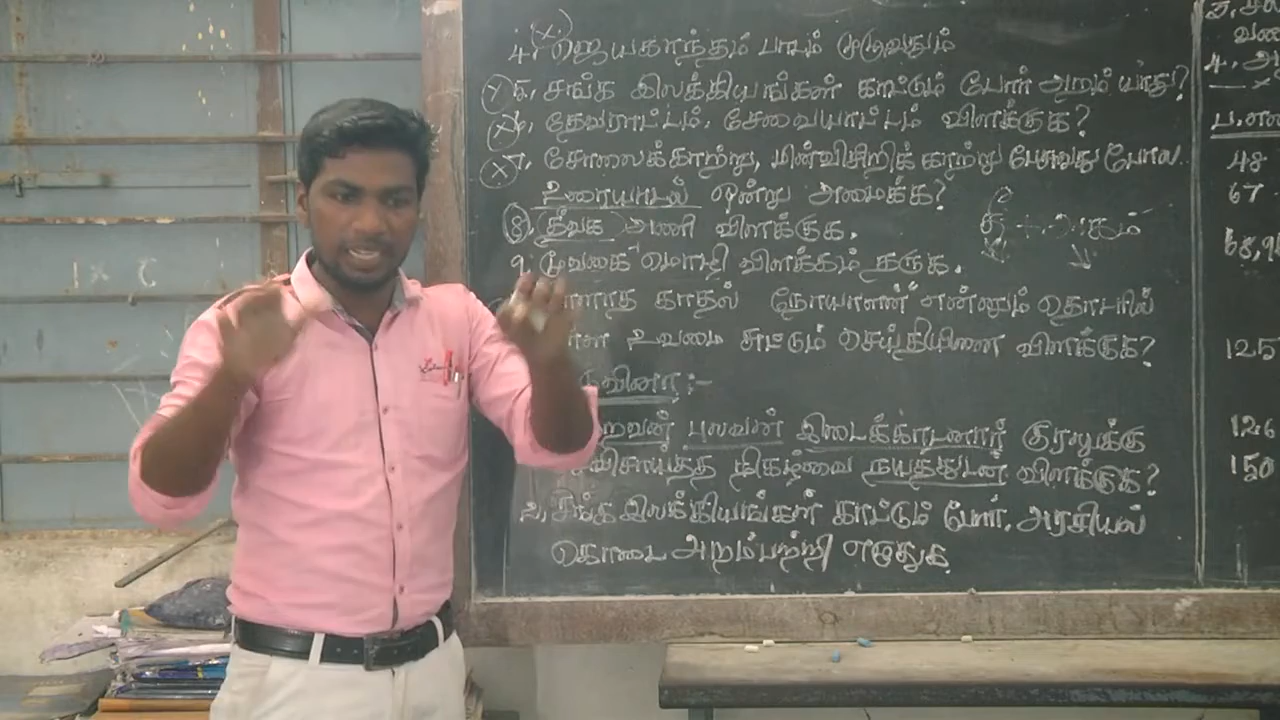 4, ஜெயகாந்தம் பாடம் முழுவதும்
5, சங்க இலக்கியங்கள் காட்டும் போர் அறம் யாது?
6, தேவராட்டம், சேவையாட்டம் விளக்குக?
7, சோலைக்காற்று, மின்விசிறிக் காற்று பேசுவது போல
உரையாடல் ஒன்று அமைக்க?
8, தீவக அணி விளக்குக.
தீ + அகம்
9, மூவகை மொழி விளக்கம் தருக.
மாளாத காதல் நோயாளன் என்னும் தொடரில்
உவமை சுட்டும் செய்தியினை விளக்குக?
குவினா:-
இறைவன் புலவன் இடைக்காடனார் குரலுக்கு
செவிசாய்த்த நிகழ்வை நயத்துடன் விளக்குக?
2, சங்க இலக்கியங்கள் காட்டும் போர், அரசியல்
கொடை அறம்பற்றி எழுதுக
48
67
125
126
150